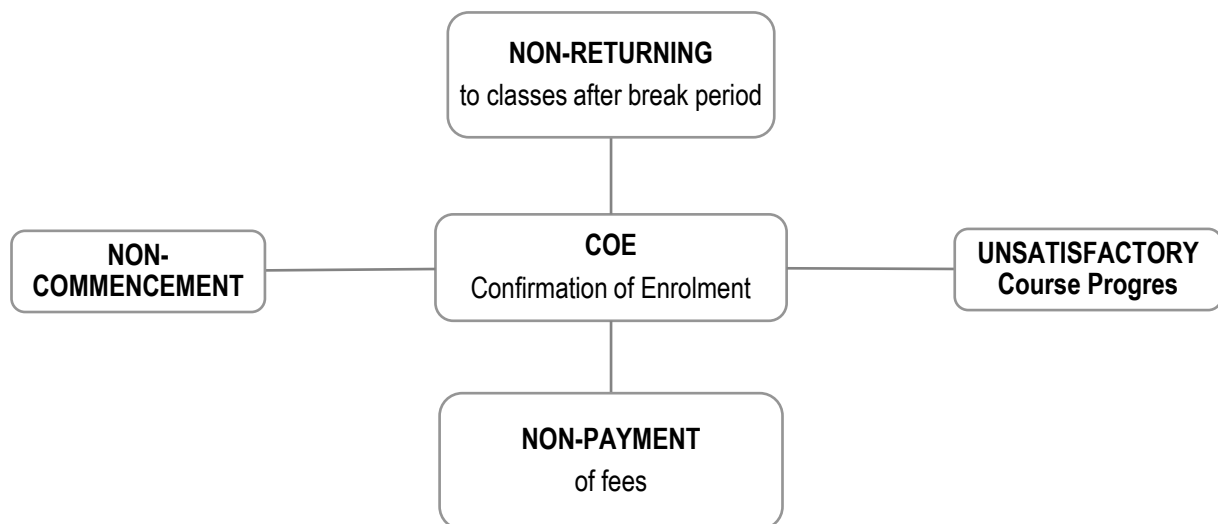 NON-RETURNING
to classes after break period
NON-
COMMENCEMENT
COE
Confirmation of Enrolment
UNSATISFACTORY
Course Progres
NON-PAYMENT
of fees